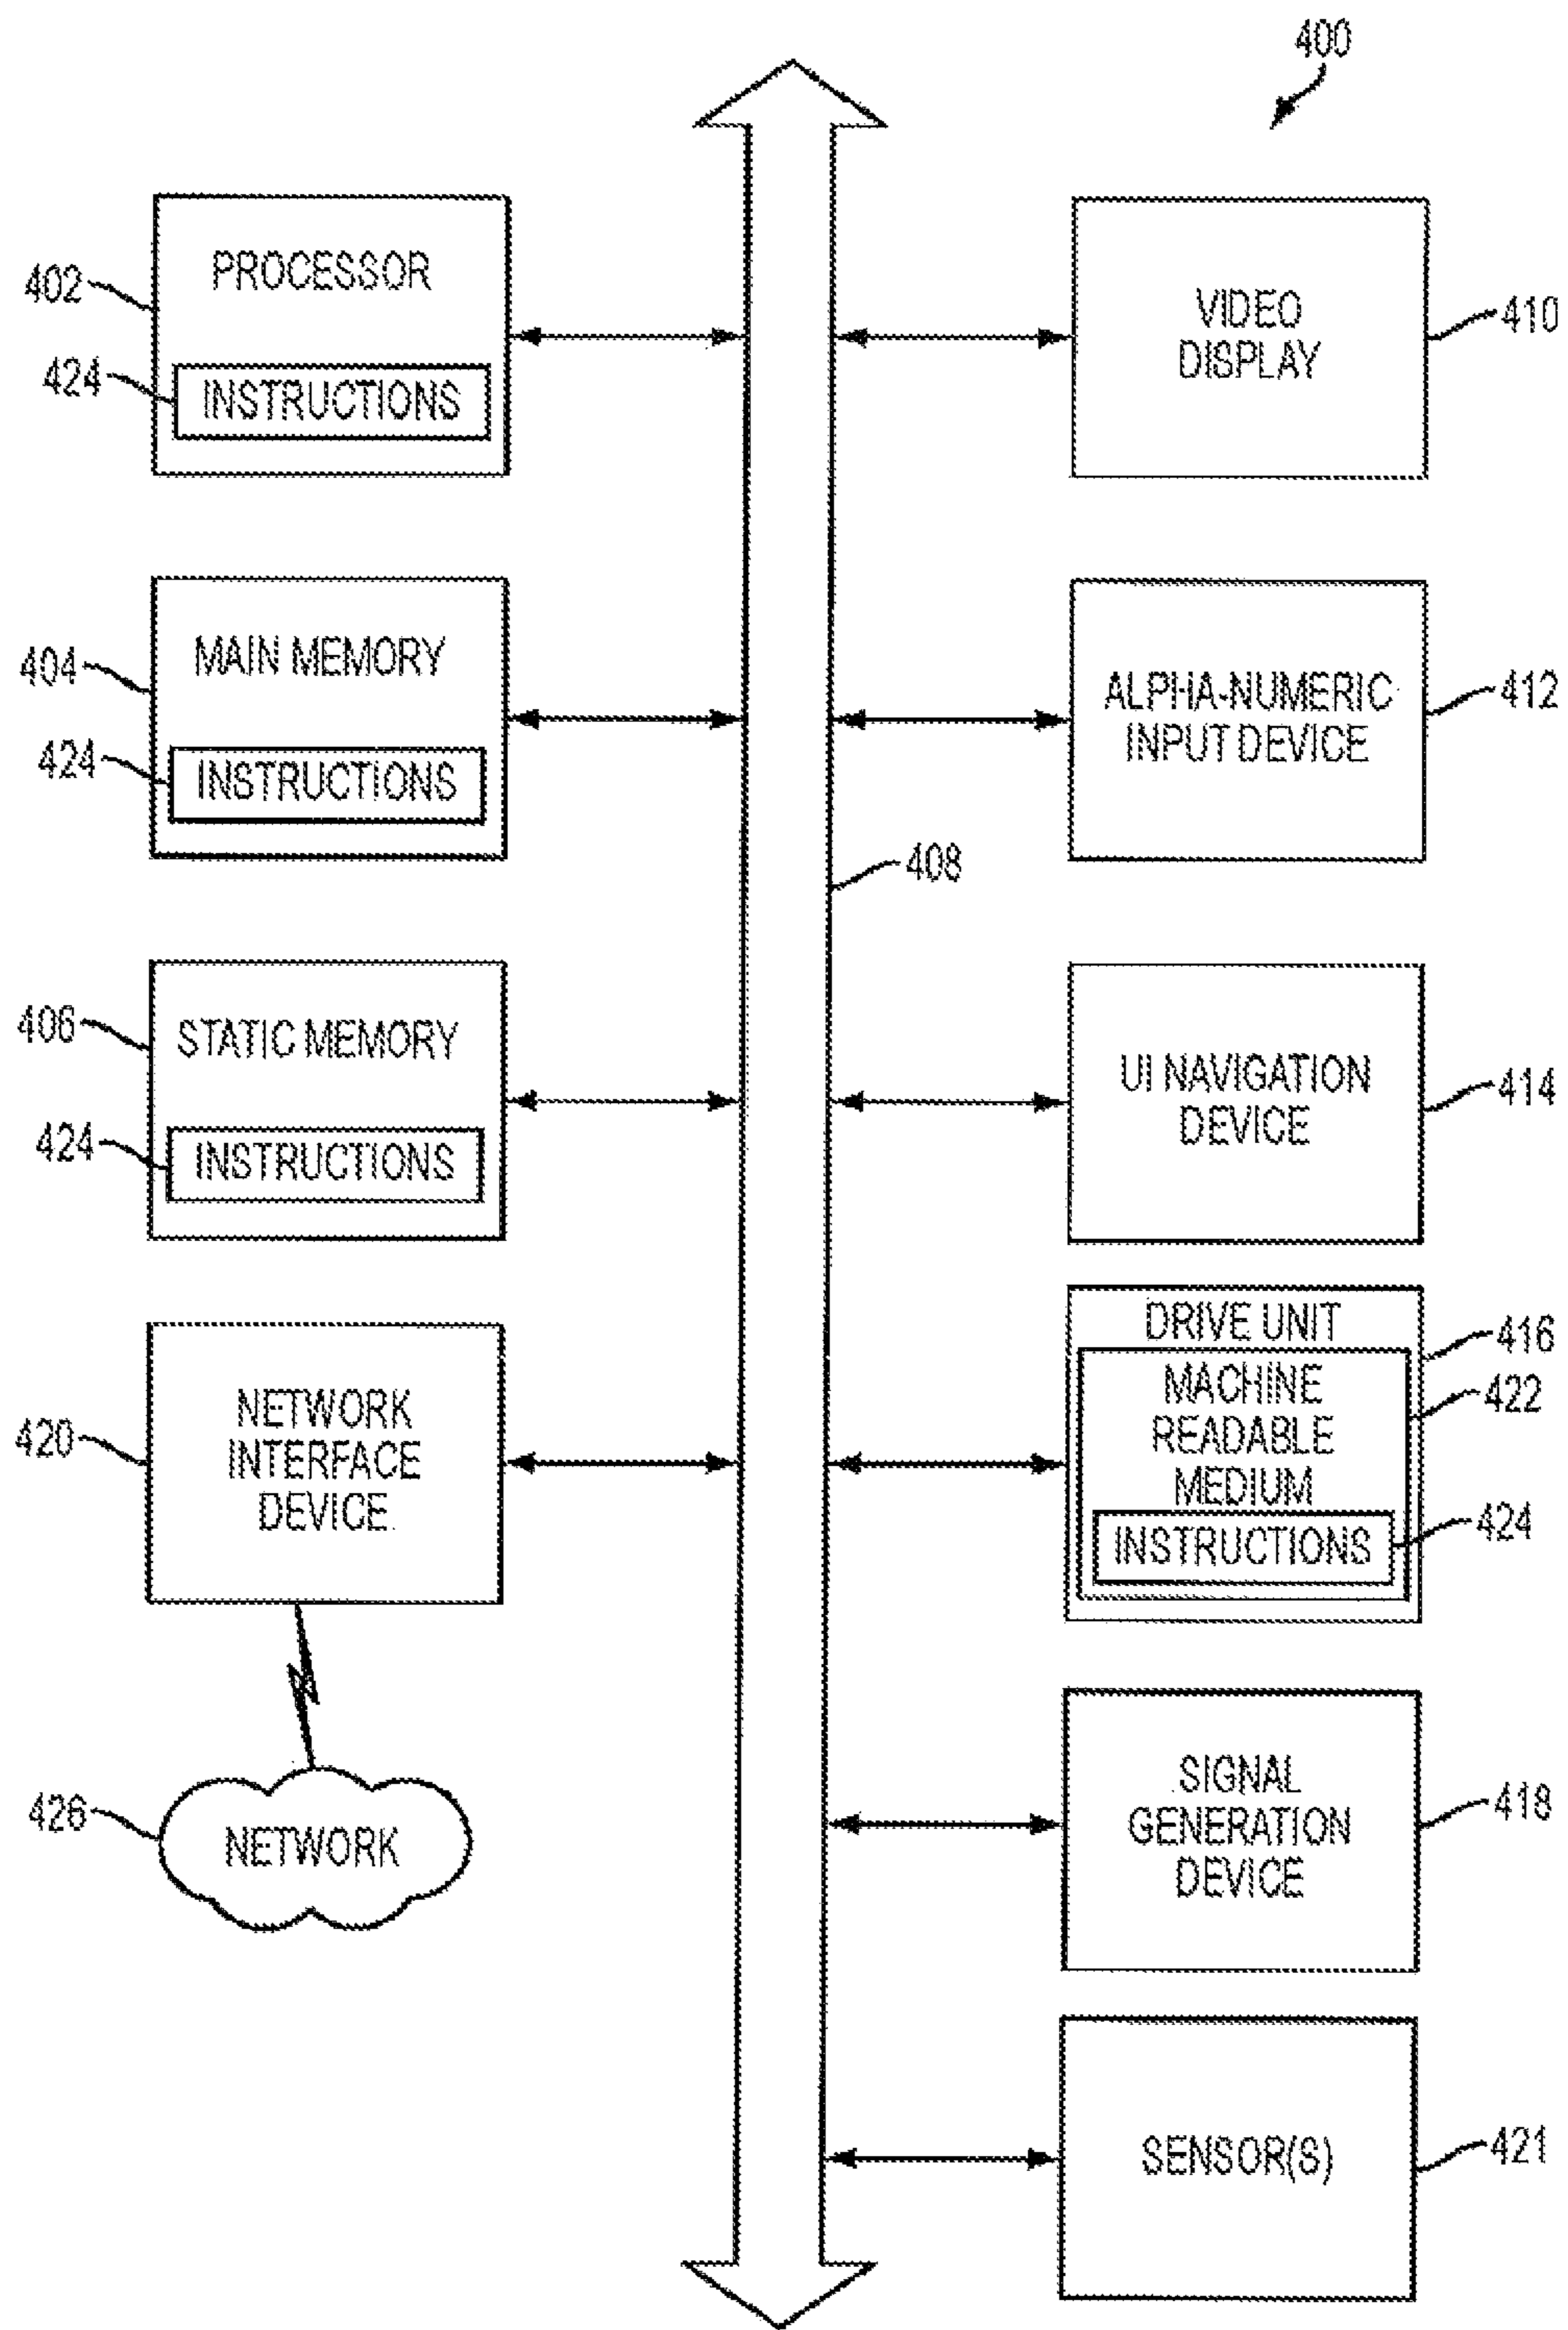 400
PROCESSOR
402
424
INSTRUCTIONS
VIDEO
DISPLAY
410
MAIN MEMORY
404
424
INSTRUCTIONS
ALPHA-NUMERIC
INPUT DEVICE
412
408
STATIC MEMORY
406
424
INSTRUCTIONS
UI NAVIGATION
DEVICE
414
NETWORK
INTERFACE
DEVICE
420
DRIVE UNIT
416
MACHINE
READABLE
MEDIUM
422
INSTRUCTIONS
424
426
NETWORK
SIGNAL
GENERATION
DEVICE
418
SENSOR(S)
421